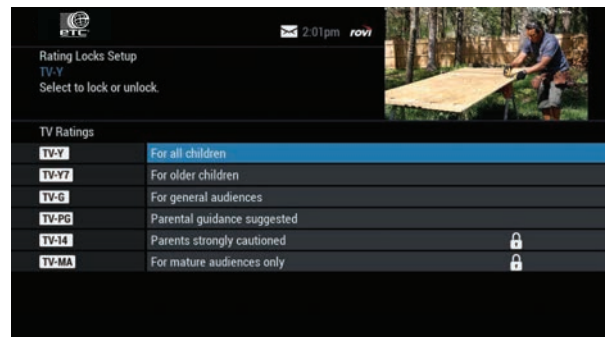 etc
2:01pm rovi
Rating Locks Setup
TV-Y
Select to lock or unlock.
TV Ratings
TV-Y For all children
TV-Y7 For older children
TV-G For general audiences
TV-PG Parental guidance suggested
TV-14 Parents strongly cautioned
TV-MA For mature audiences only